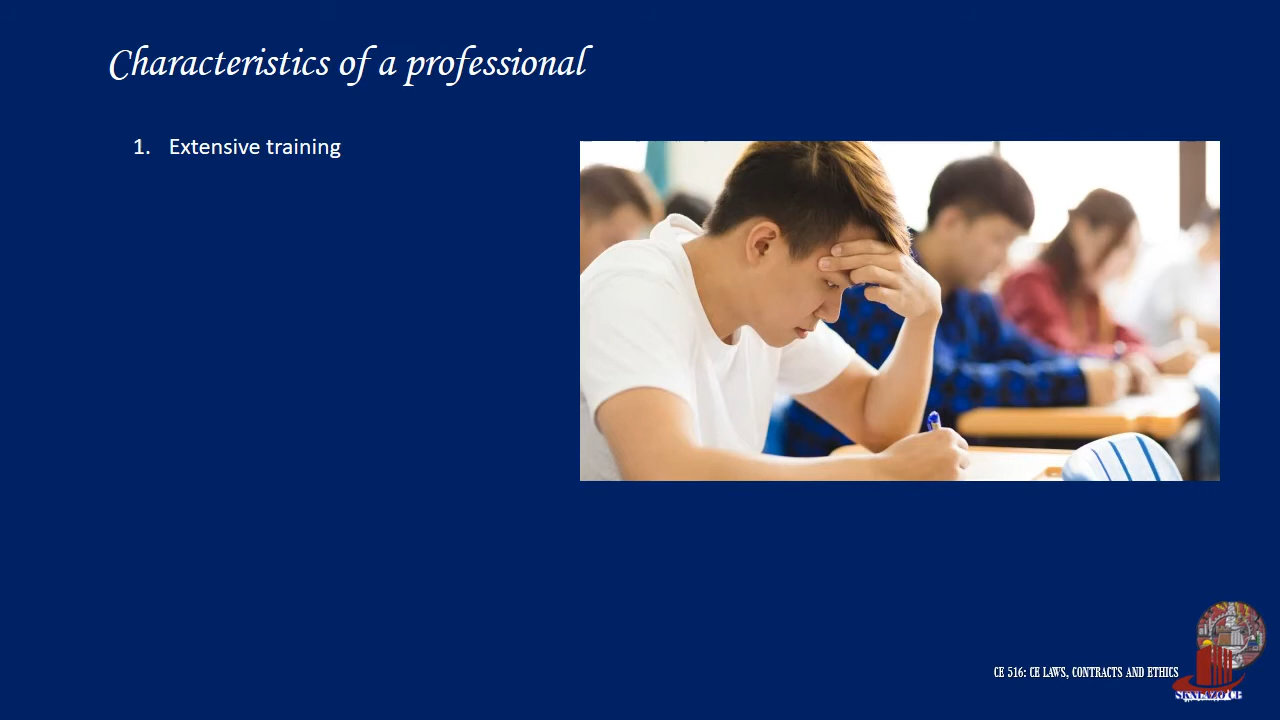 Characteristics of a professional
1. Extensive training
CE 516: CE LAWS, CONTRACTS AND ETHICS